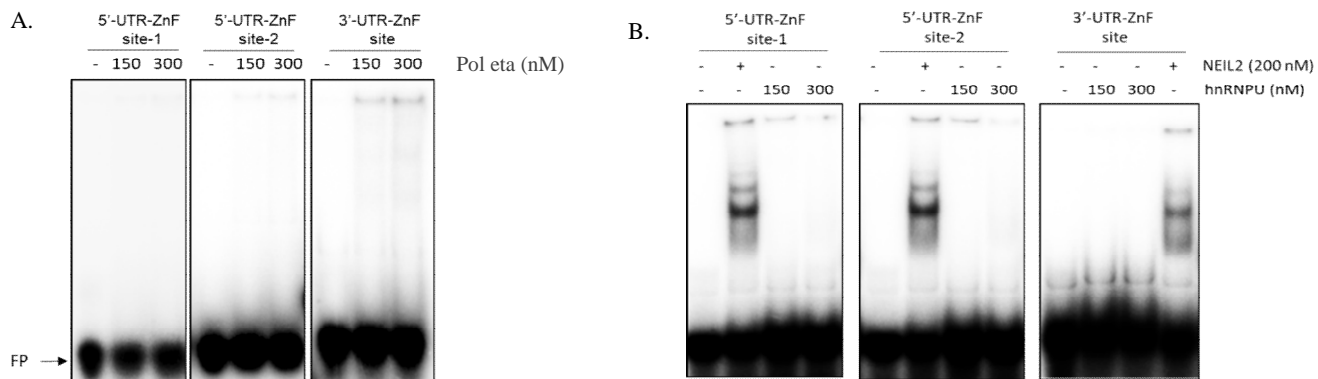 A.
5′-UTR-ZnF 5′-UTR-ZnF 3′-UTR-ZnF
site-1 site-2 site
- 150 300 - 150 300 - 150 300 Pol eta (nM)
FP
B.
5′-UTR-ZnF 5′-UTR-ZnF 3′-UTR-ZnF
site-1 site-2 site
- + - - - + - - - - - + NEIL2 (200 nM)
- - 150 300 - - 150 300 - 150 300 - hnRNPU (nM)